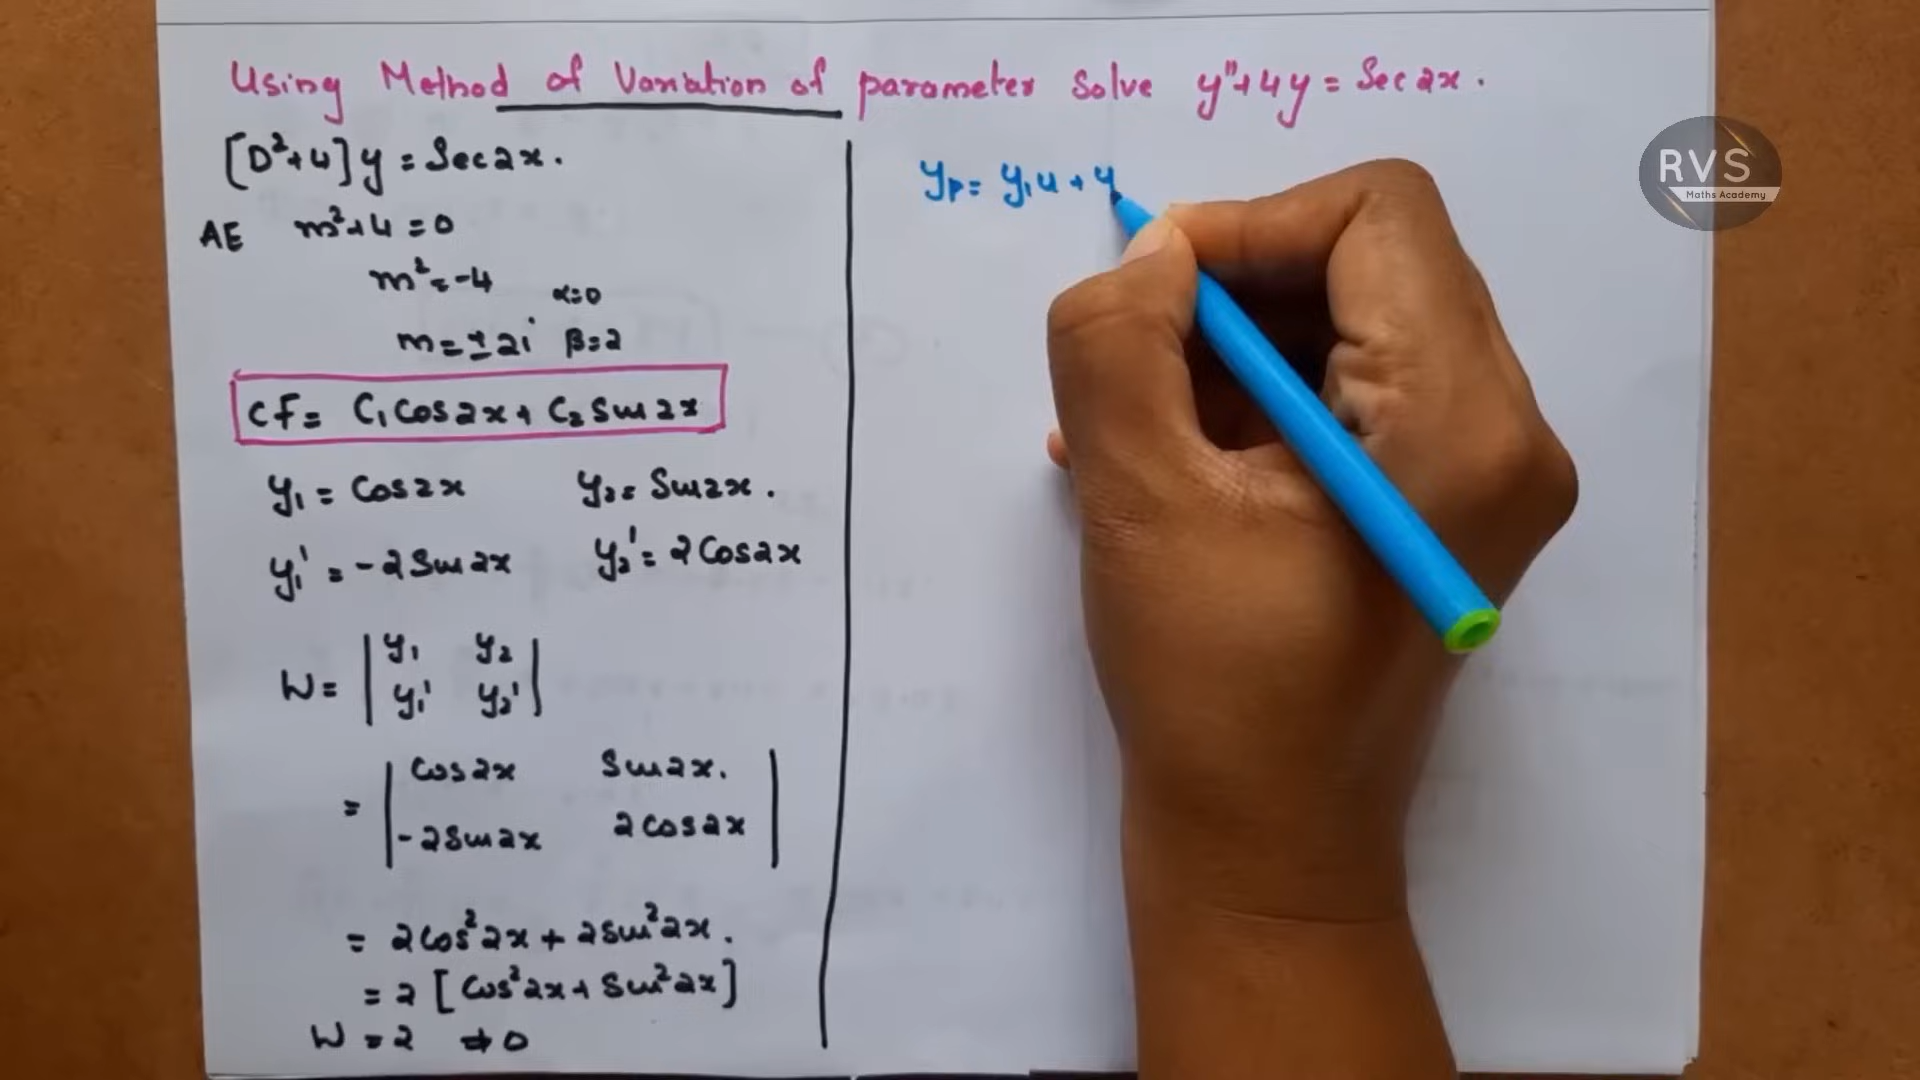 Using Method of Variation of parameter Solve y''+4y = Sec2x.
[D²+4]y = Sec2x.
AE m²+4 = 0
m² = -4
α=0
m = ±2i β=2
CF = C₁Cos2x + C₂Sin2x
y₁ = Cos2x y₂ = Sin2x.
y₁' = -2Sin2x y₂' = 2Cos2x
W = | y₁ y₂ |
| y₁' y₂' |
= | Cos2x Sin2x. |
| -2Sin2x 2Cos2x |
= 2Cos²2x + 2Sin²2x.
= 2[Cos²2x + Sin²2x]
W = 2 ≠ 0
yp = y₁u + y
RVS
Maths Academy